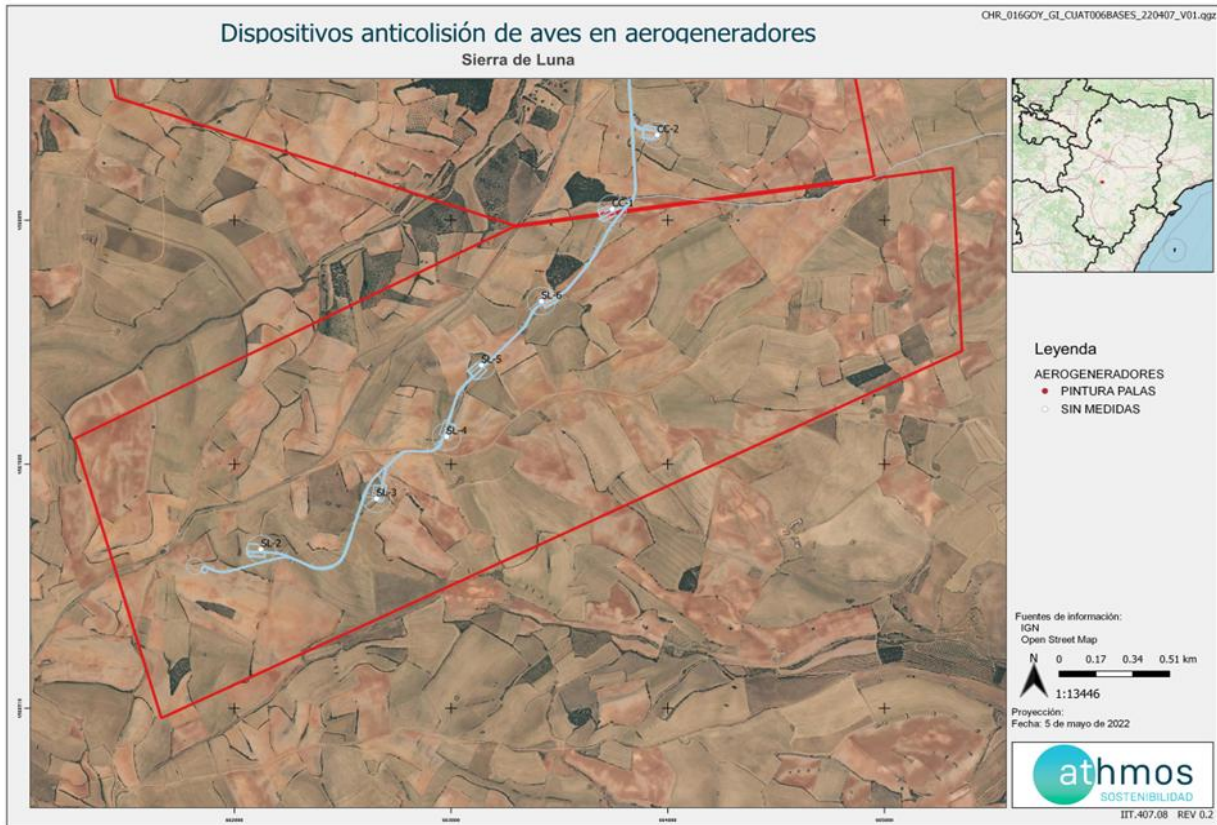 CHR_016GOY_GI_CUAT006BASES_220407_V01.qgz
Dispositivos anticolisión de aves en aerogeneradores
Sierra de Luna
CC-2
CC-1
SL-6
SL-5
SL-4
SL-3
SL-2
Leyenda
AEROGENERADORES
PINTURA PALAS
SIN MEDIDAS
Fuentes de información:
IGN
Open Street Map
N
0 0.17 0.34 0.51 km
1:13446
Proyección:
Fecha: 5 de mayo de 2022
athmos
SOSTENIBILIDAD
IIT.407.08 REV 0.2